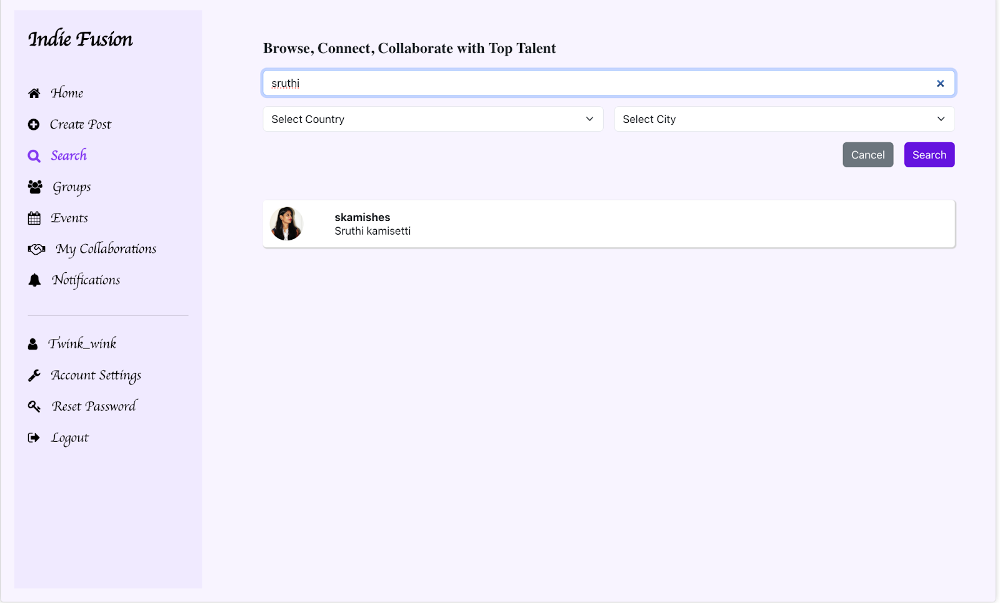 Indie Fusion
Home
Create Post
Search
Groups
Events
My Collaborations
Notifications
Twink_wink
Account Settings
Reset Password
Logout
Browse, Connect, Collaborate with Top Talent
sruthi
Select Country
Select City
Cancel
Search
skamishes
Sruthi kamisetti